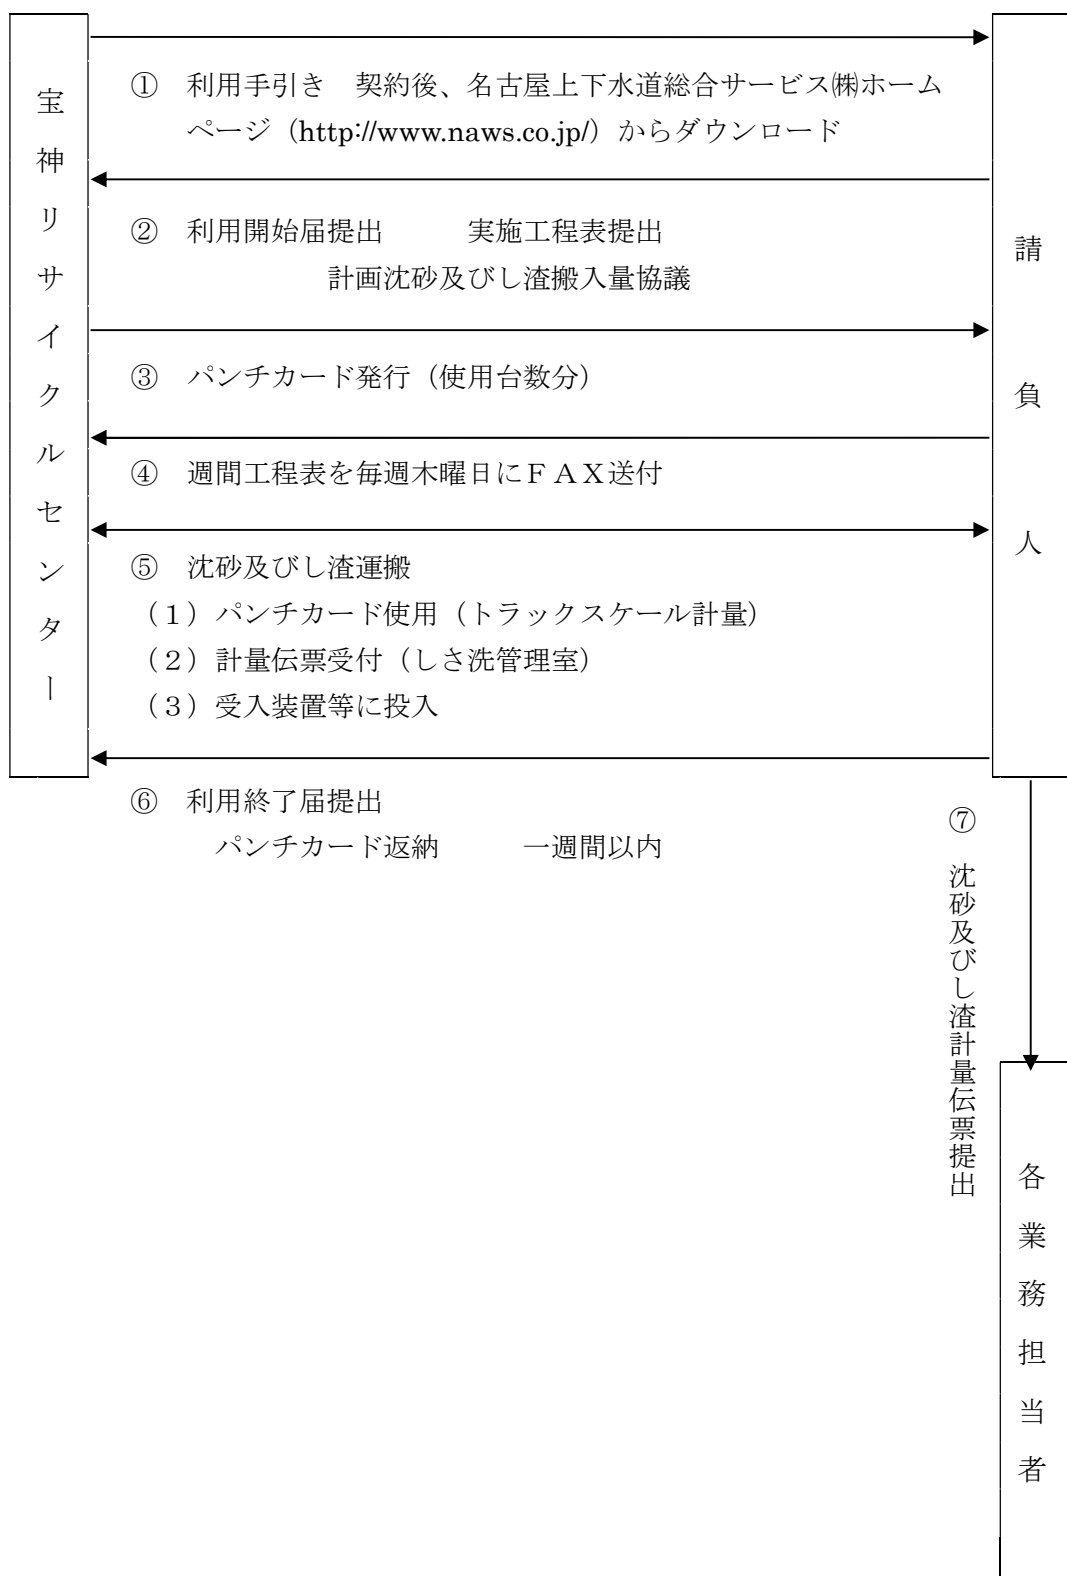 宝神リサイクルセンター
① 利用手引き 契約後、名古屋上下水道総合サービス㈱ホーム
ページ（http://www.naws.co.jp/）からダウンロード
② 利用開始届提出 実施工程表提出
計画沈砂及びし渣搬入量協議
③ パンチカード発行（使用台数分）
④ 週間工程表を毎週木曜日にＦＡＸ送付
⑤ 沈砂及びし渣運搬
（１）パンチカード使用（トラックスケール計量）
（２）計量伝票受付（しさ洗管理室）
（３）受入装置等に投入
⑥ 利用終了届提出
パンチカード返納 一週間以内
請負人
⑦ 沈砂及びし渣計量伝票提出
各業務担当者